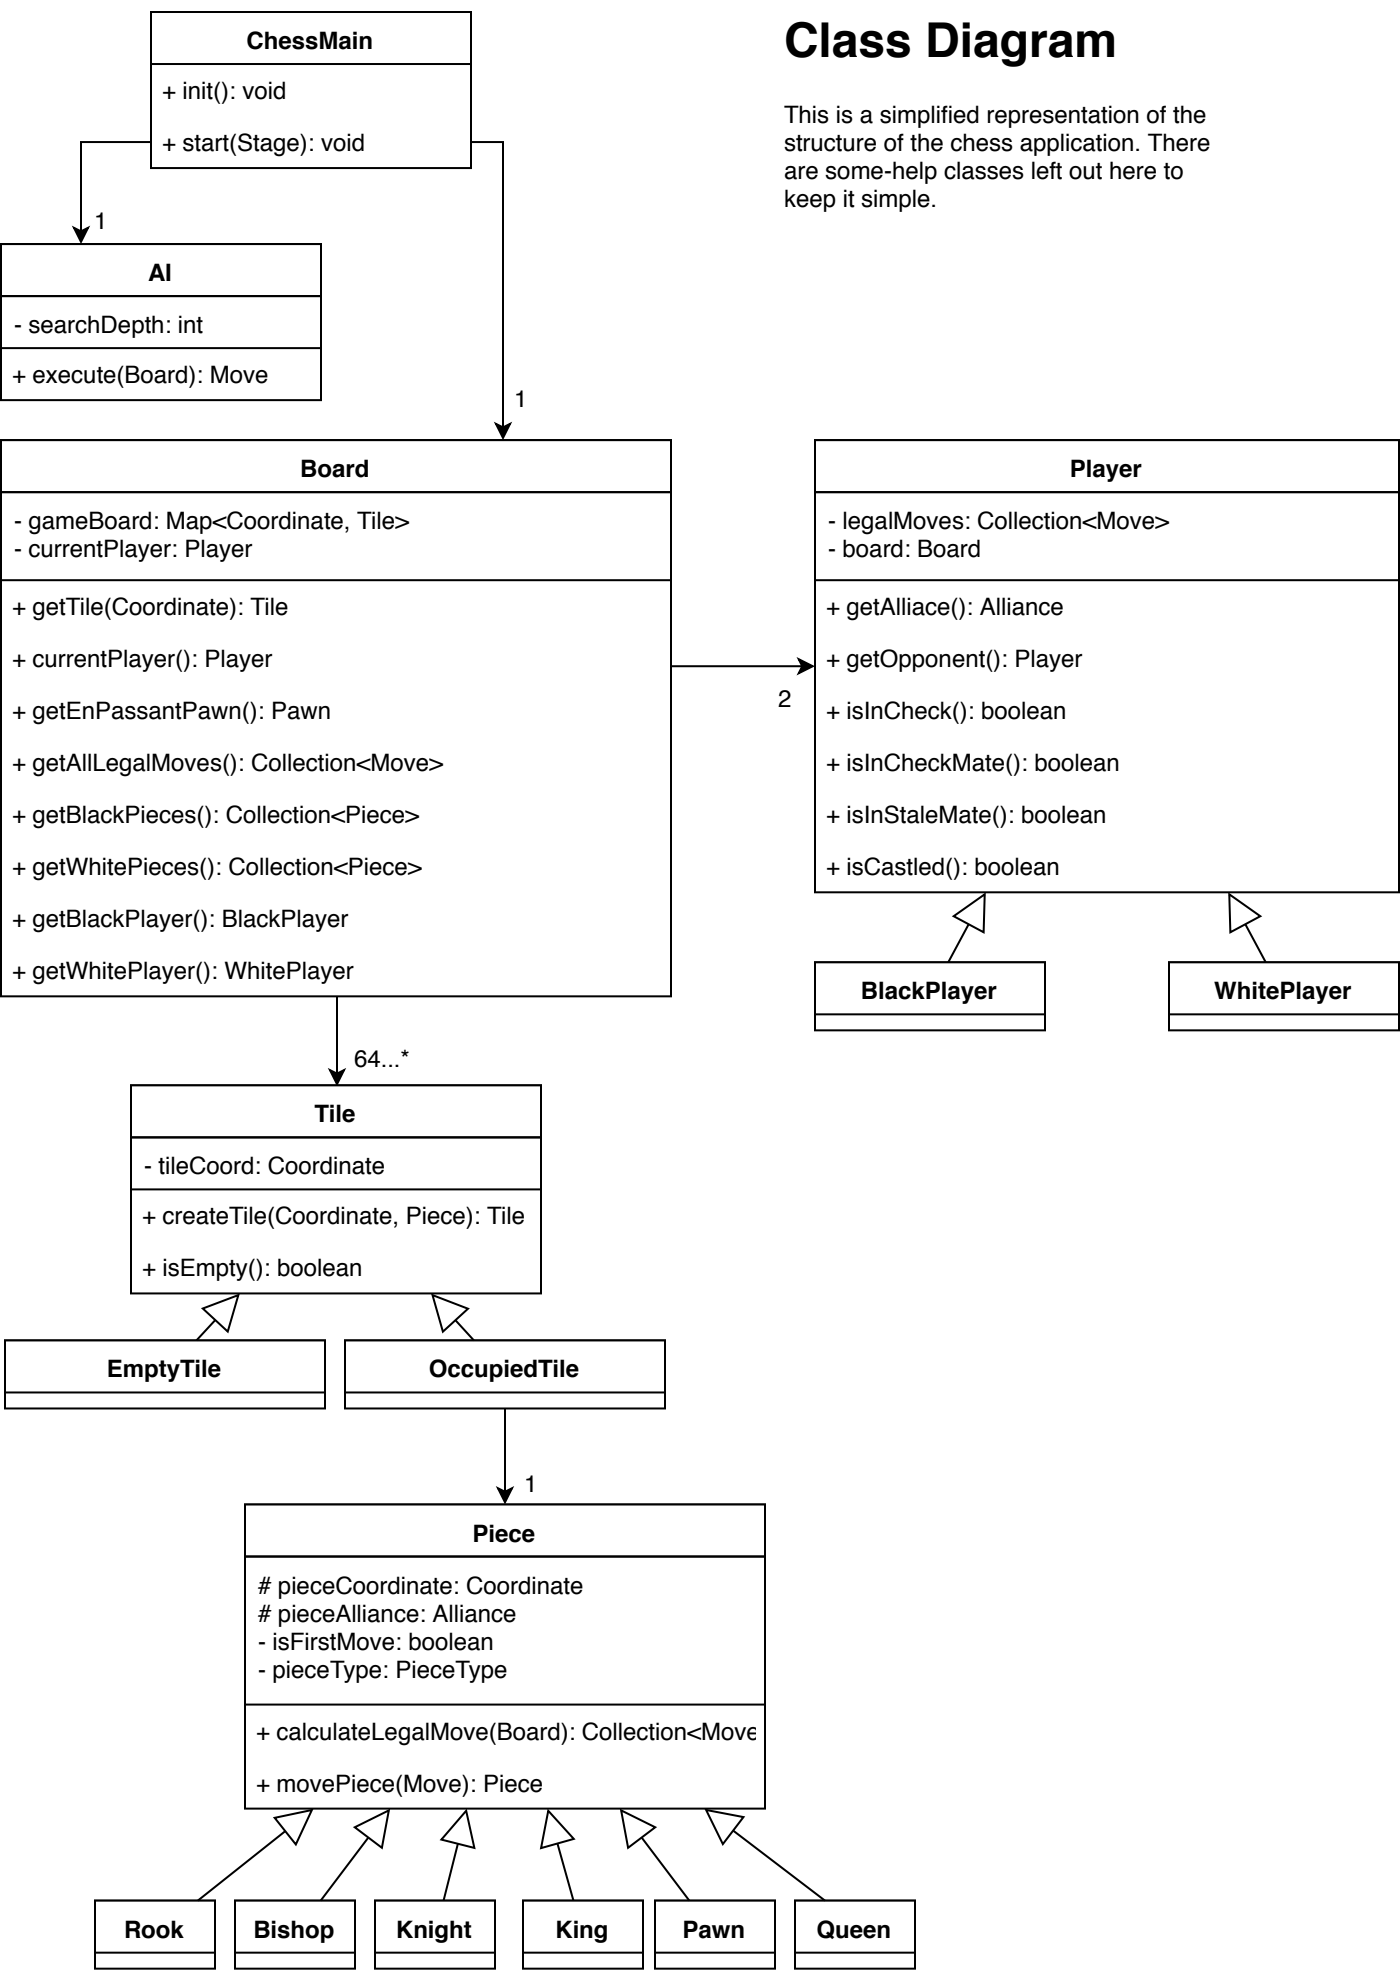 Class Diagram
This is a simplified representation of the
structure of the chess application. There
are some-help classes left out here to
keep it simple.
ChessMain
+ init(): void
+ start(Stage): void
1
AI
- searchDepth: int
+ execute(Board): Move
1
Board
- gameBoard: Map<Coordinate, Tile>
- currentPlayer: Player
+ getTile(Coordinate): Tile
+ currentPlayer(): Player
+ getEnPassantPawn(): Pawn
+ getAllLegalMoves(): Collection<Move>
+ getBlackPieces(): Collection<Piece>
+ getWhitePieces(): Collection<Piece>
+ getBlackPlayer(): BlackPlayer
+ getWhitePlayer(): WhitePlayer
2
Player
- legalMoves: Collection<Move>
- board: Board
+ getAlliace(): Alliance
+ getOpponent(): Player
+ isInCheck(): boolean
+ isInCheckMate(): boolean
+ isInStaleMate(): boolean
+ isCastled(): boolean
BlackPlayer
WhitePlayer
64...*
Tile
- tileCoord: Coordinate
+ createTile(Coordinate, Piece): Tile
+ isEmpty(): boolean
EmptyTile
OccupiedTile
1
Piece
# pieceCoordinate: Coordinate
# pieceAlliance: Alliance
- isFirstMove: boolean
- pieceType: PieceType
+ calculateLegalMove(Board): Collection<Move
+ movePiece(Move): Piece
Rook
Bishop
Knight
King
Pawn
Queen